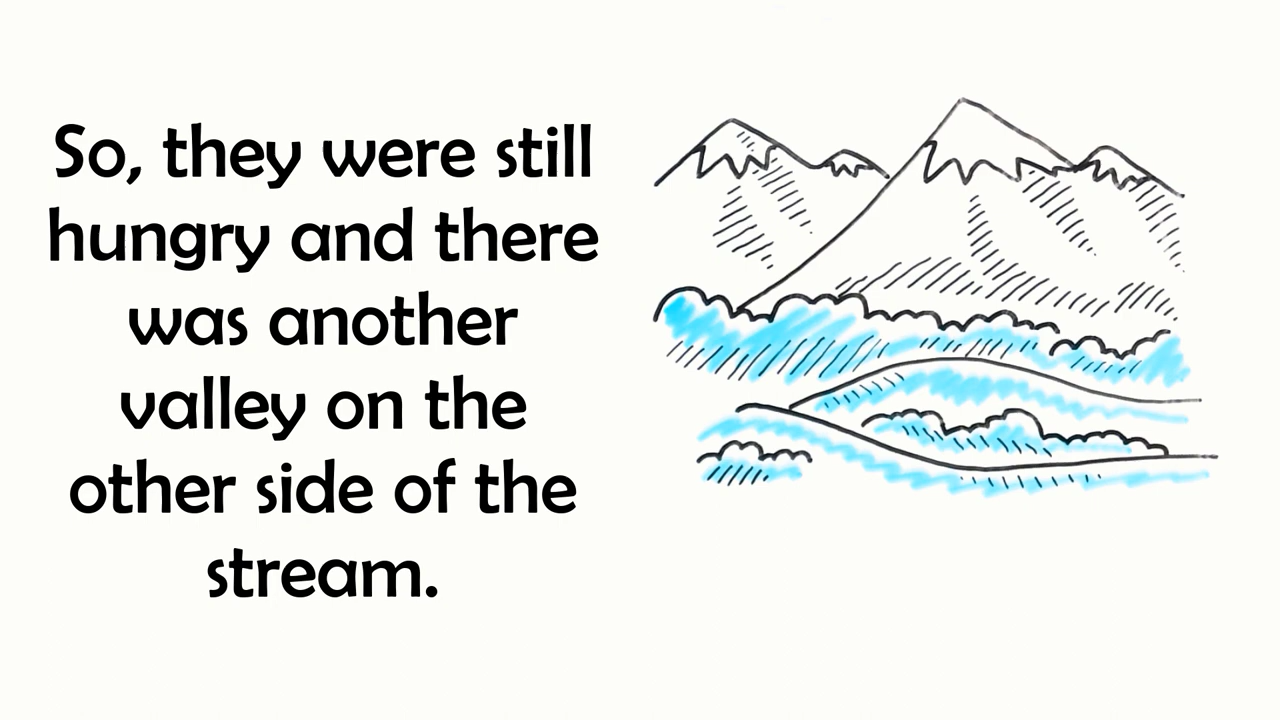 So, they were still
hungry and there
was another
valley on the
other side of the
stream.